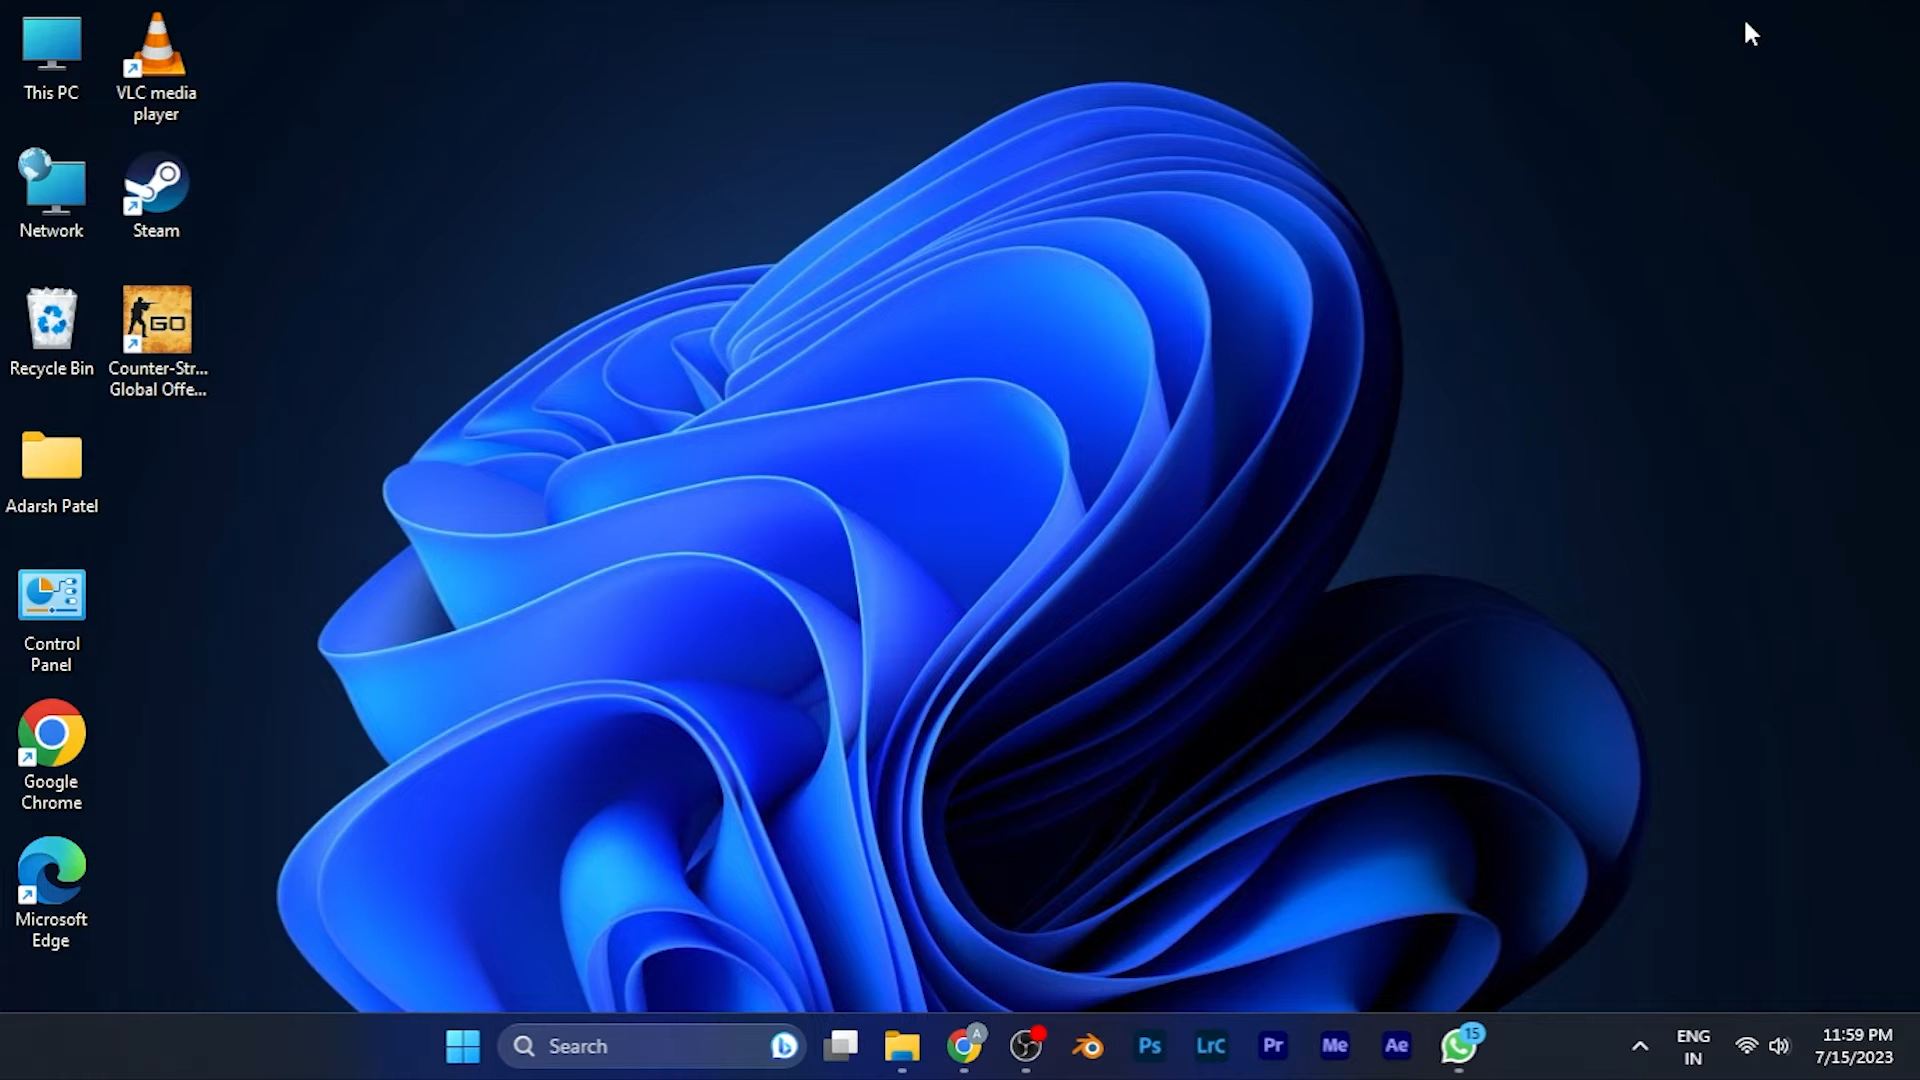 This PC
VLC media
player
Network
Steam
GO
Recycle Bin
Counter-Str...
Global Offe...
Adarsh Patel
Control
Panel
Google
Chrome
Microsoft
Edge
Search
A
Ps
LrC
Pr
Me
Ae
15
ENG
IN
11:59 PM
7/15/2023